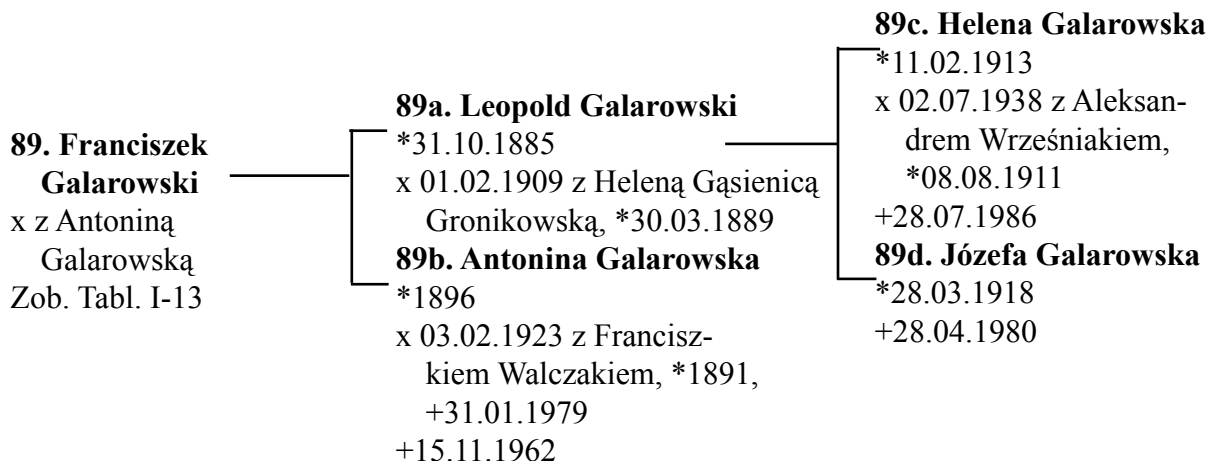 89. Franciszek
Galarowski
x z Antoniną
Galarowską
Zob. Tabl. I-13
89a. Leopold Galarowski
*31.10.1885
x 01.02.1909 z Heleną Gąsienicą
Gronikowską, *30.03.1889
89b. Antonina Galarowska
*1896
x 03.02.1923 z Francisz-
kiem Walczakiem, *1891,
+31.01.1979
+15.11.1962
89c. Helena Galarowska
*11.02.1913
x 02.07.1938 z Aleksan-
drem Wrześniakiem,
*08.08.1911
+28.07.1986
89d. Józefa Galarowska
*28.03.1918
+28.04.1980